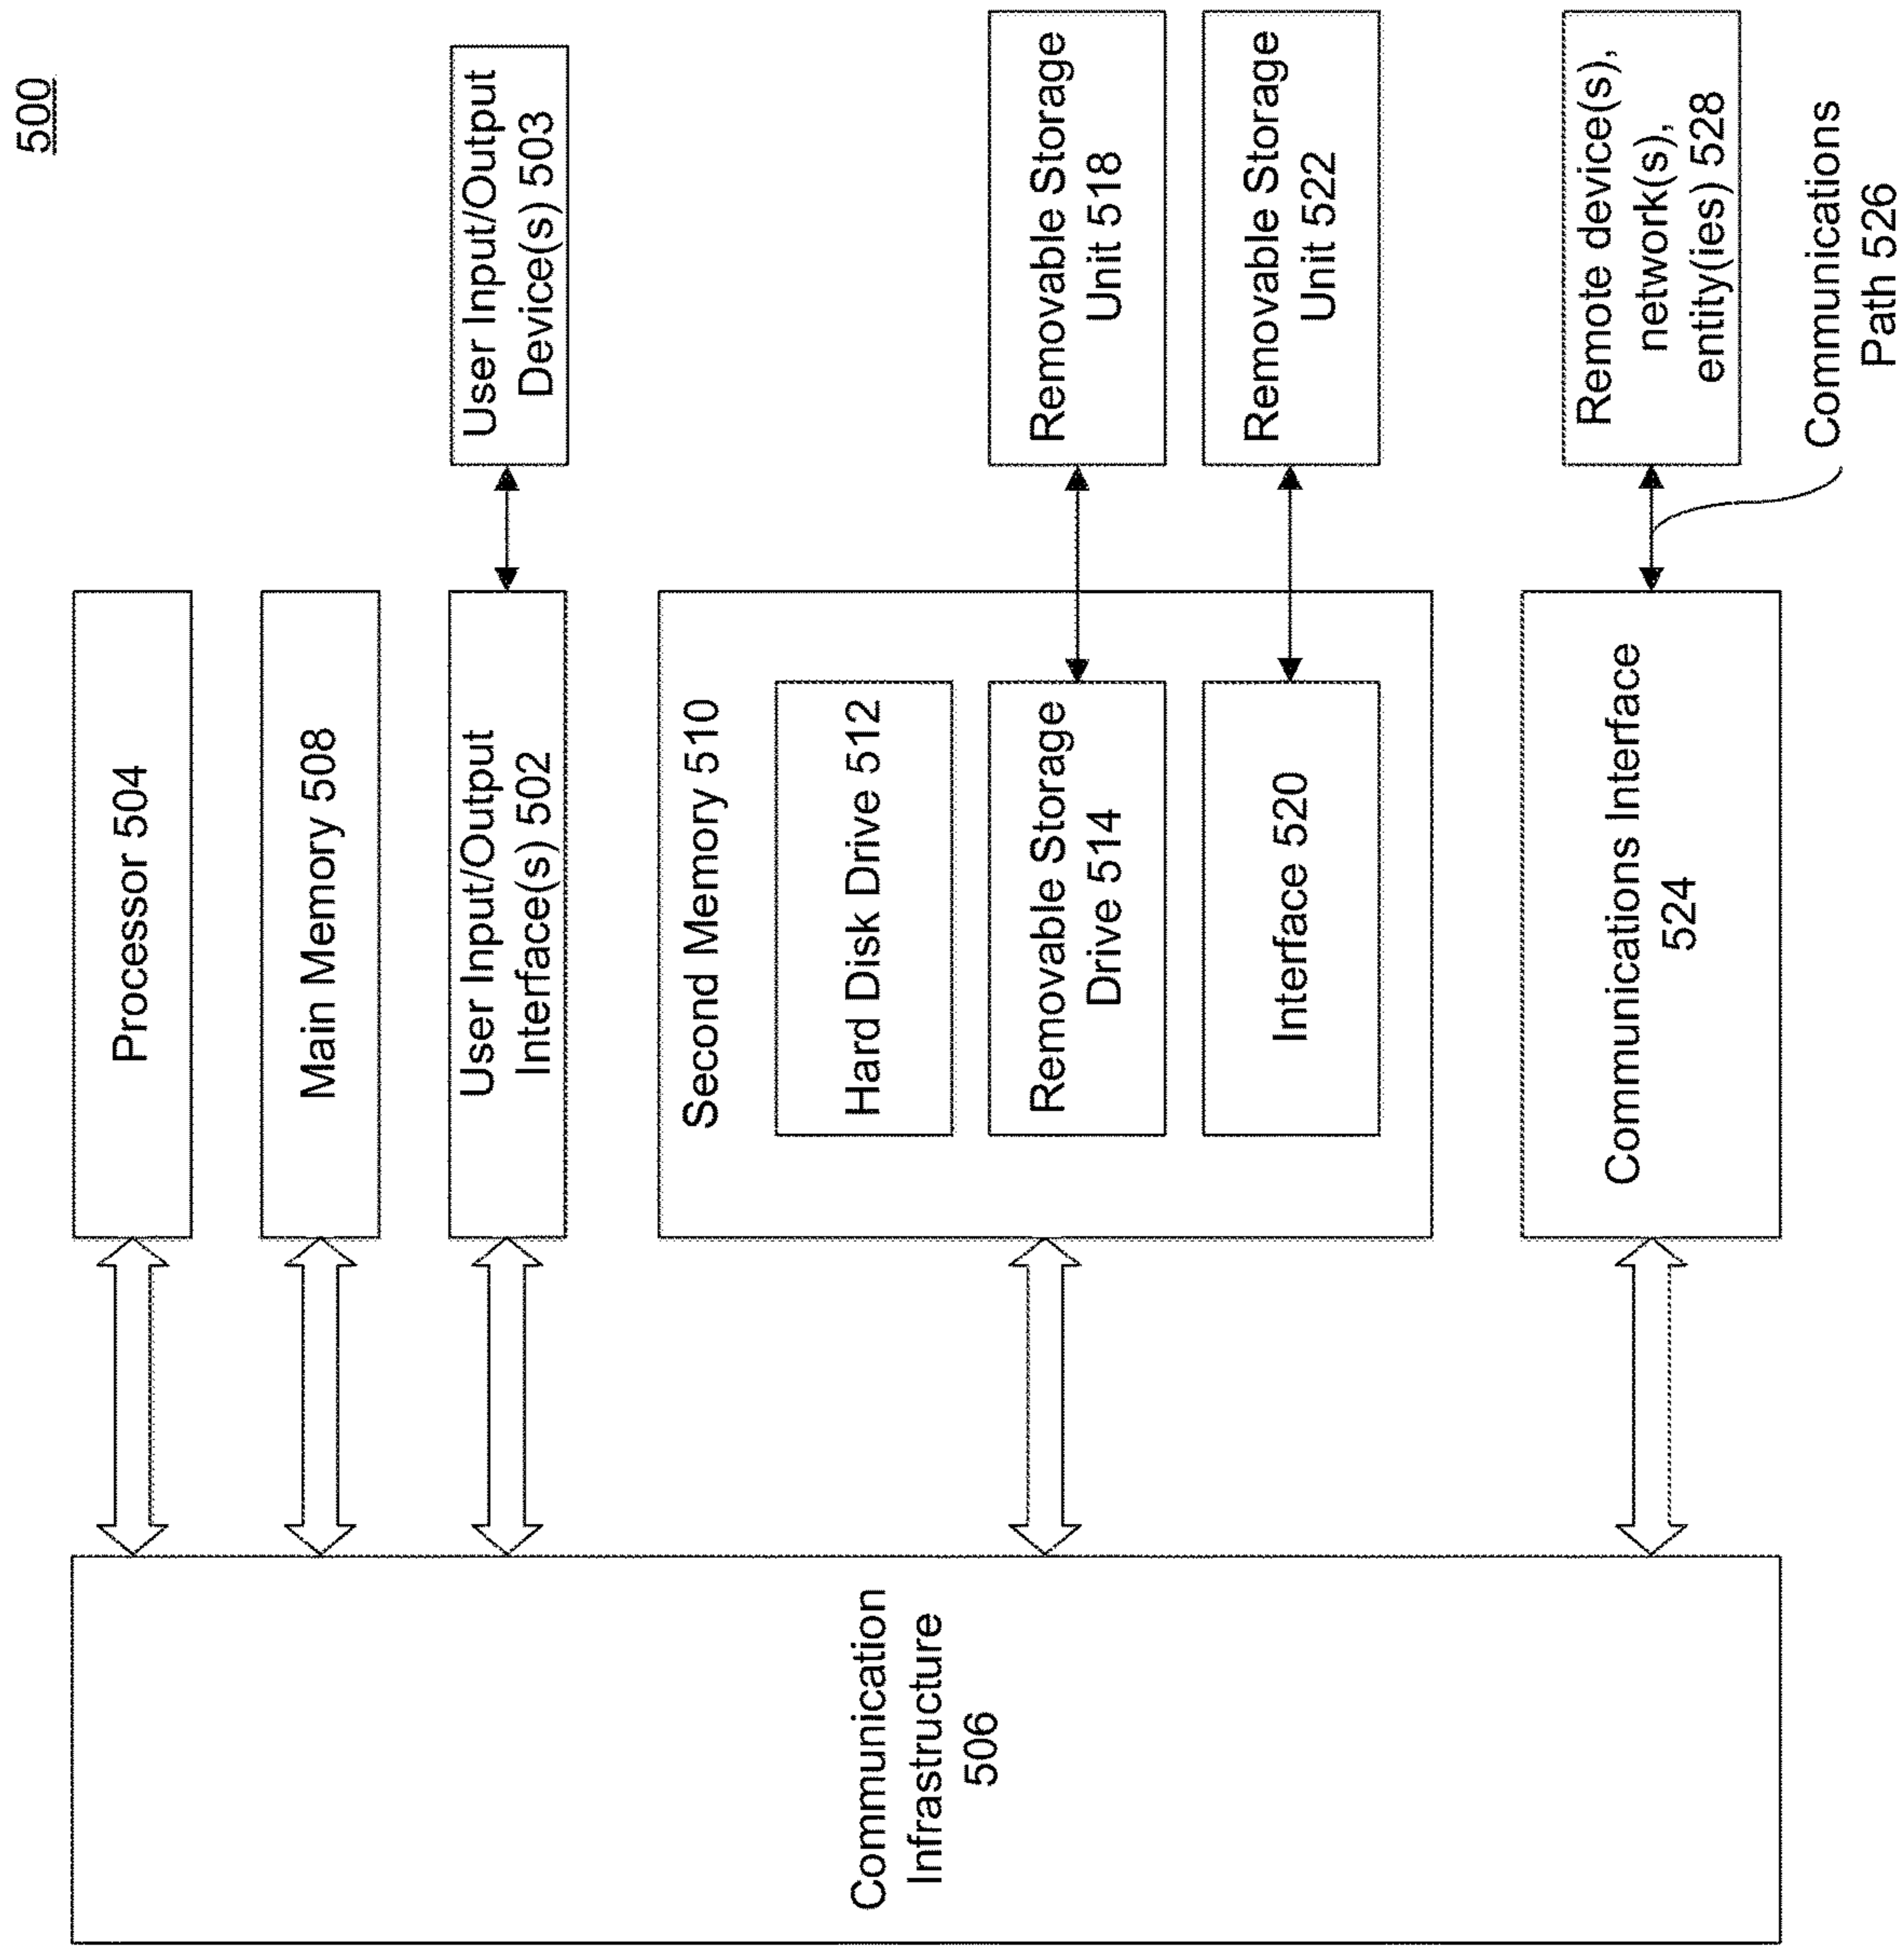 500
Processor 504
Main Memory 508
User Input/Output
Interface(s) 502
User Input/Output
Device(s) 503
Second Memory 510
Hard Disk Drive 512
Removable Storage
Drive 514
Removable Storage
Unit 518
Interface 520
Removable Storage
Unit 522
Communications Interface
524
Remote device(s),
network(s),
entity(ies) 528
Communications
Path 526
Communication
Infrastructure
506